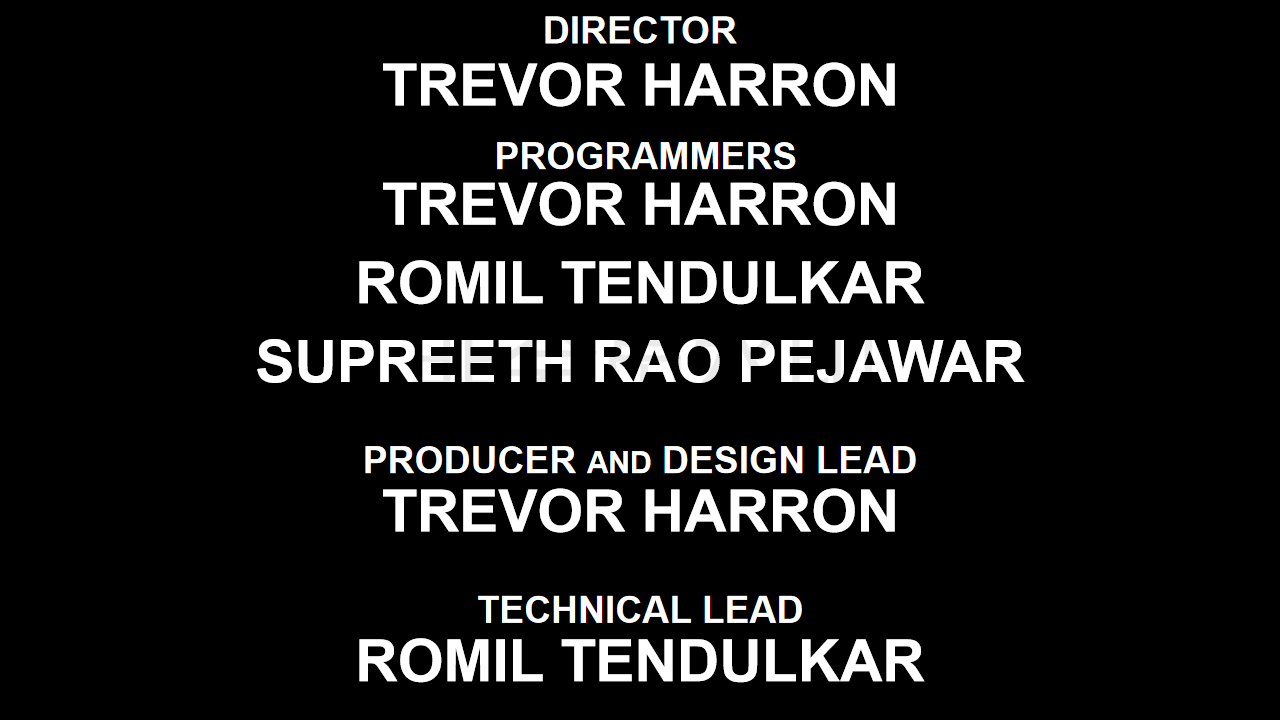 DIRECTOR
TREVOR HARRON
PROGRAMMERS
TREVOR HARRON
ROMIL TENDULKAR
SUPREETH RAO PEJAWAR
PRODUCER AND DESIGN LEAD
TREVOR HARRON
TECHNICAL LEAD
ROMIL TENDULKAR